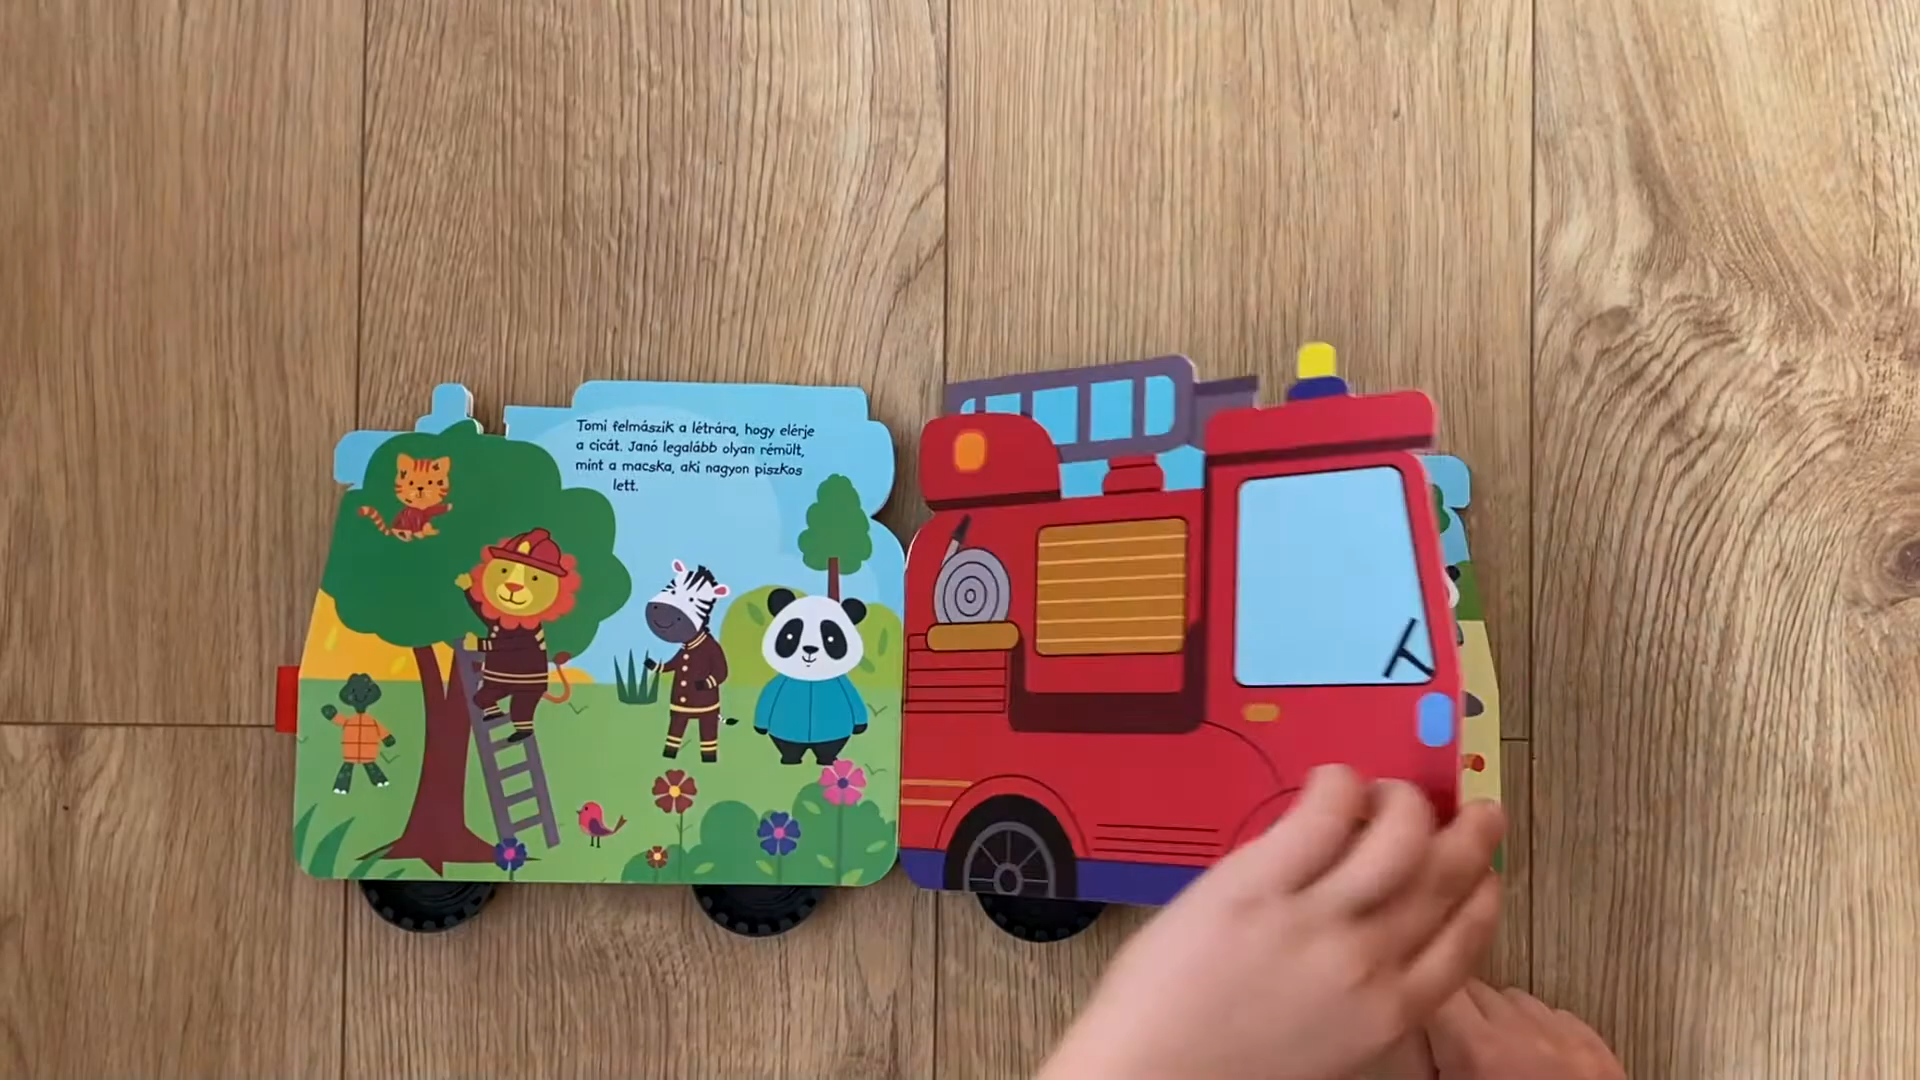 Tomi felmászik a létrára, hogy elérje
a cicát. Janó legalább olyan rémült,
mint a macska, aki nagyon piszkos
lett.